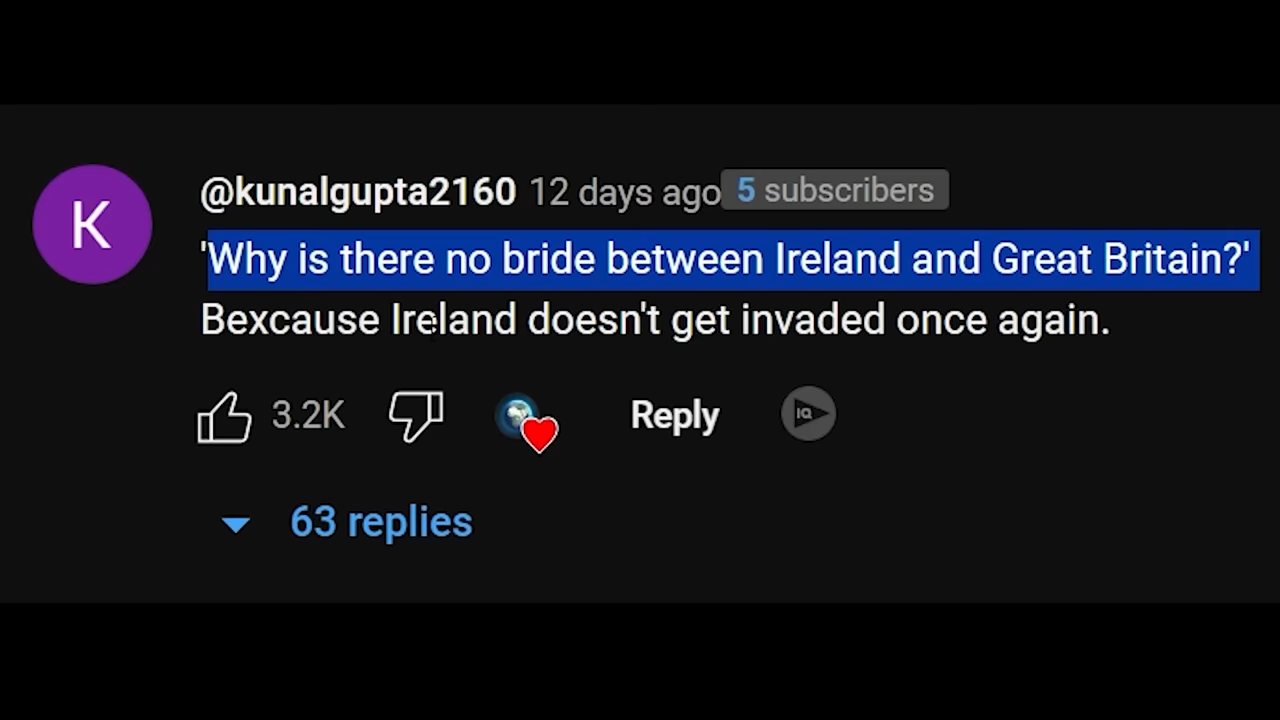 K
@kunalgupta2160 12 days ago 5 subscribers
'Why is there no bride between Ireland and Great Britain?'
Bexcause Ireland doesn't get invaded once again.
3.2K Reply IQ
63 replies